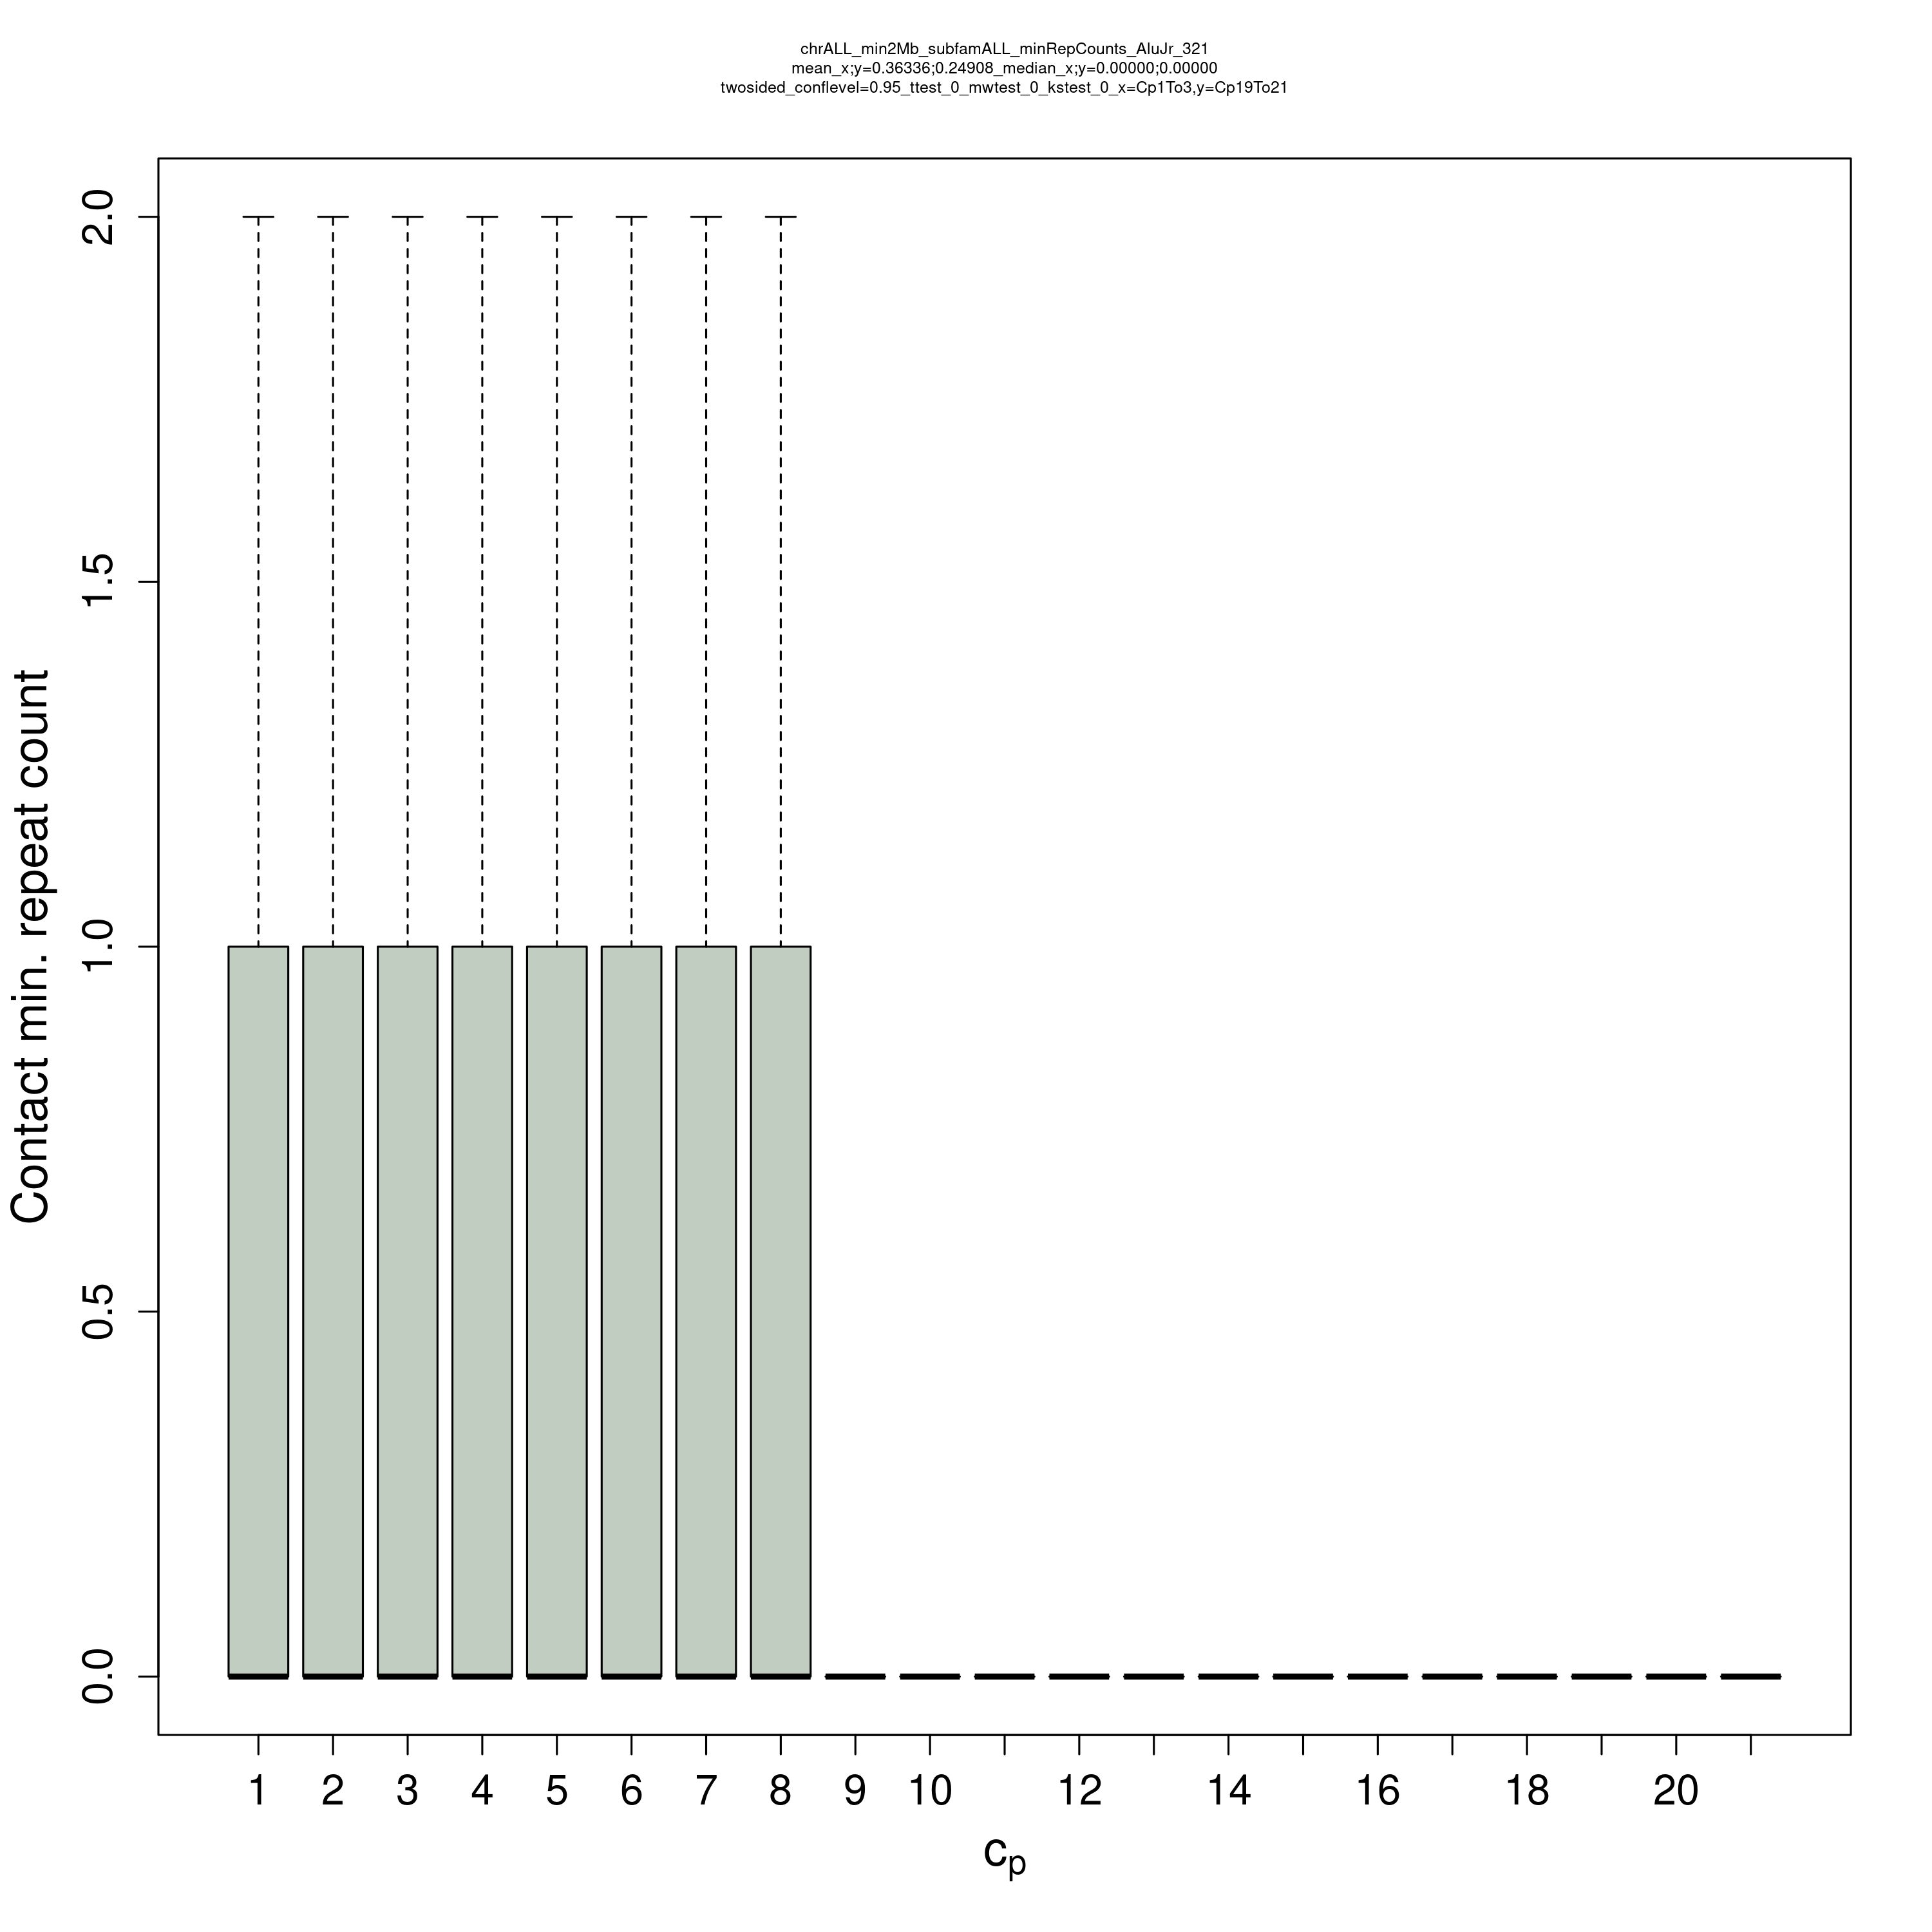 chrALL_min2Mb_subfamALL_minRepCounts_AluJr_321
mean_x;y=0.36336;0.24908_median_x;y=0.00000;0.00000
twosided_conflevel=0.95_ttest_0_mwtest_0_kstest_0_x=Cp1To3,y=Cp19To21
Contact min. repeat count
2.0
1.5
1.0
0.5
0.0
1 2 3 4 5 6 7 8 9 10 12 14 16 18 20
cp